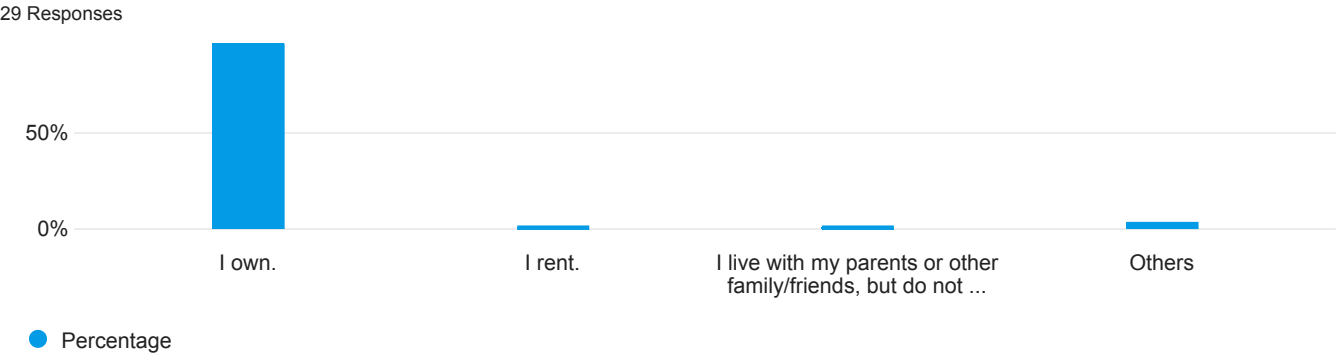 29 Responses
50%
0%
I own.
I rent.
I live with my parents or other
family/friends, but do not ...
Others
Percentage